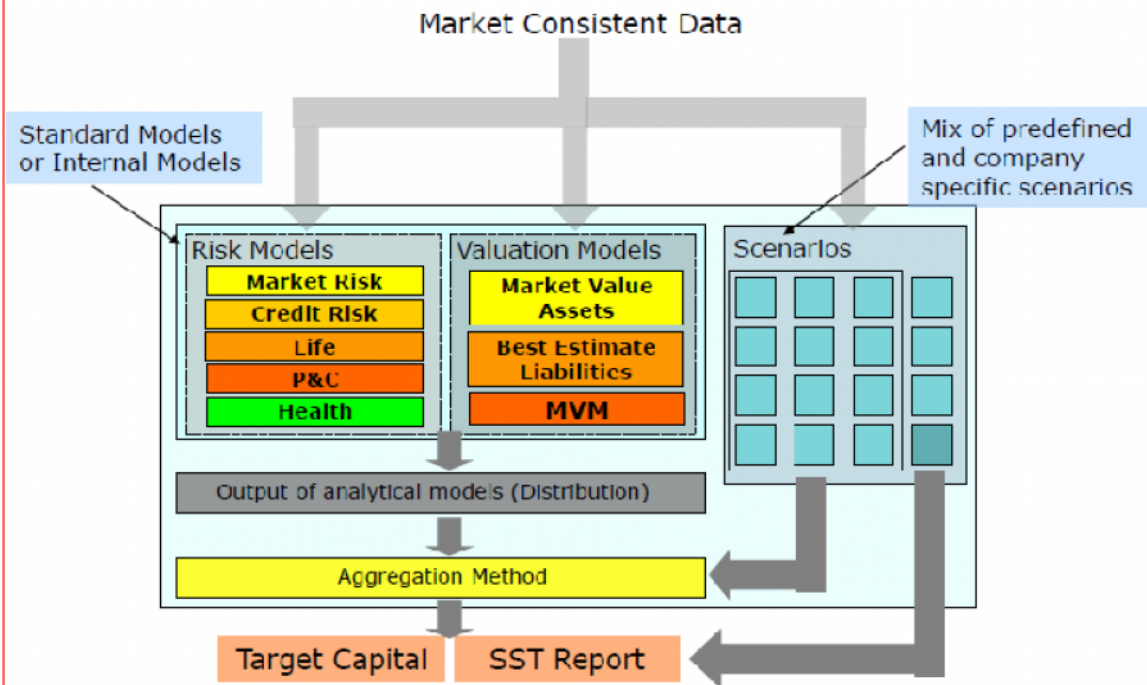 Market Consistent Data
Standard Models
or Internal Models
Mix of predefined
and company
specific scenarios
Risk Models
Market Risk
Credit Risk
Life
P&C
Health
Valuation Models
Market Value
Assets
Best Estimate
Liabilities
MVM
Scenarios
Output of analytical models (Distribution)
Aggregation Method
Target Capital
SST Report